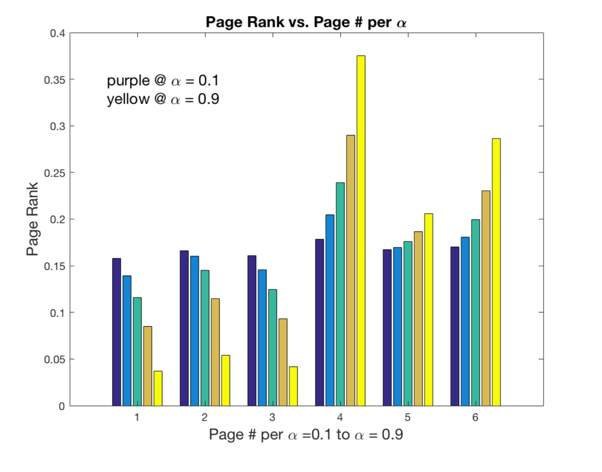 Page Rank vs. Page # per α
purple @ α = 0.1
yellow @ α = 0.9
Page Rank
0.4
0.35
0.3
0.25
0.2
0.15
0.1
0.05
0
1 2 3 4 5 6
Page # per α =0.1 to α = 0.9